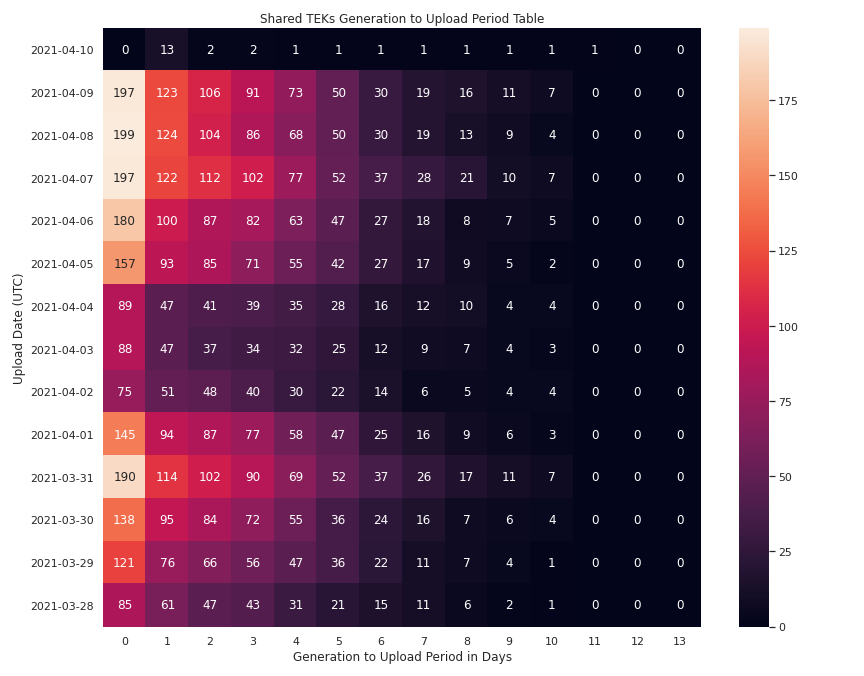 Shared TEKs Generation to Upload Period Table
Upload Date (UTC)
2021-04-10 0 13 2 2 1 1 1 1 1 1 1 1 0 0
2021-04-09 197 123 106 91 73 50 30 19 16 11 7 0 0 0
2021-04-08 199 124 104 86 68 50 30 19 13 9 4 0 0 0
2021-04-07 197 122 112 102 77 52 37 28 21 10 7 0 0 0
2021-04-06 180 100 87 82 63 47 27 18 8 7 5 0 0 0
2021-04-05 157 93 85 71 55 42 27 17 9 5 2 0 0 0
2021-04-04 89 47 41 39 35 28 16 12 10 4 4 0 0 0
2021-04-03 88 47 37 34 32 25 12 9 7 4 3 0 0 0
2021-04-02 75 51 48 40 30 22 14 6 5 4 4 0 0 0
2021-04-01 145 94 87 77 58 47 25 16 9 6 3 0 0 0
2021-03-31 190 114 102 90 69 52 37 26 17 11 7 0 0 0
2021-03-30 138 95 84 72 55 36 24 16 7 6 4 0 0 0
2021-03-29 121 76 66 56 47 36 22 11 7 4 1 0 0 0
2021-03-28 85 61 47 43 31 21 15 11 6 2 1 0 0 0
0 1 2 3 4 5 6 7 8 9 10 11 12 13
Generation to Upload Period in Days
175
150
125
100
75
50
25
0